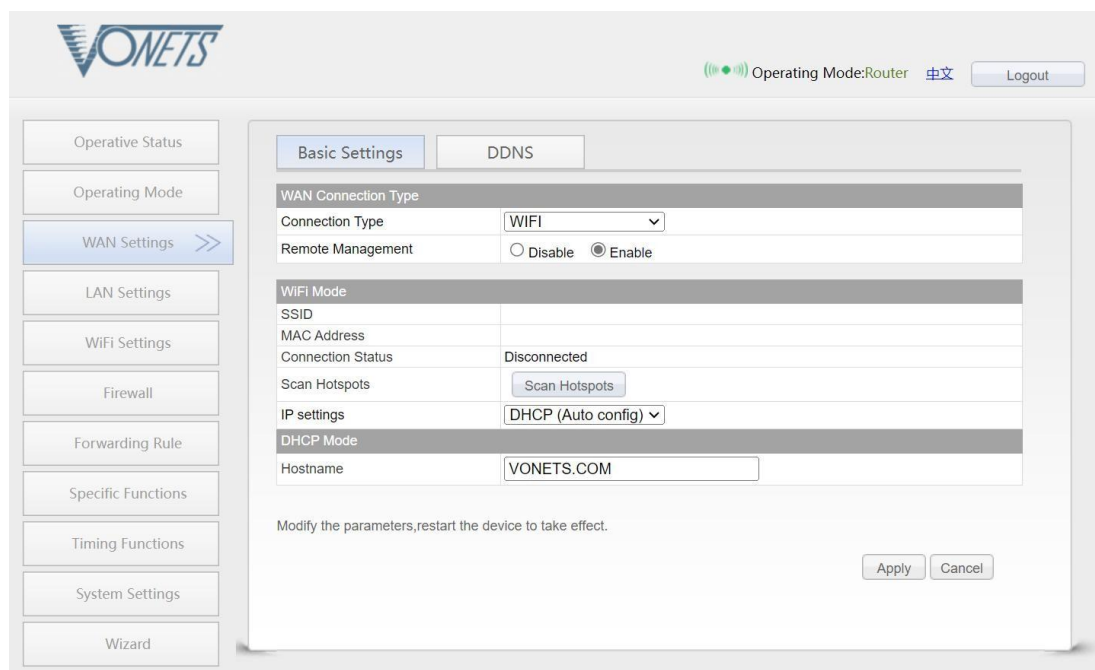 VONETS
Operating Mode:Router 中文 Logout
Operative Status
Operating Mode
WAN Settings >>
LAN Settings
WiFi Settings
Firewall
Forwarding Rule
Specific Functions
Timing Functions
System Settings
Wizard
Basic Settings DDNS
WAN Connection Type
Connection Type WIFI
Remote Management Disable Enable
WiFi Mode
SSID
MAC Address
Connection Status Disconnected
Scan Hotspots Scan Hotspots
IP settings DHCP (Auto config)
DHCP Mode
Hostname VONETS.COM
Modify the parameters,restart the device to take effect.
Apply Cancel